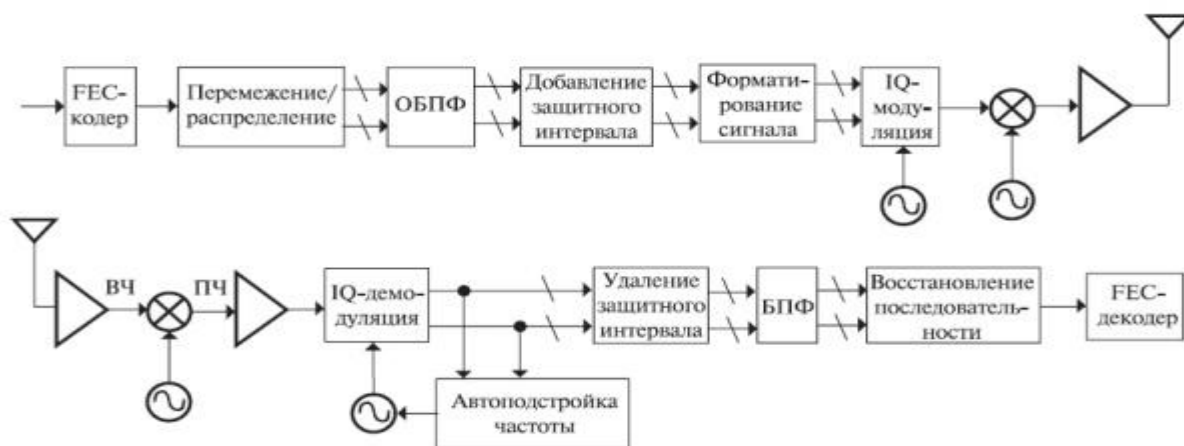 FEC-
кодер
Перемежение/
распределение
ОБПФ
Добавление
защитного
интервала
Формати-
рование
сигнала
IQ-
моду-
ляция
ВЧ
ПЧ
IQ-демо-
дуляция
Удаление
защитного
интервала
БПФ
Восстановление
последователь-
ности
FEC-
декодер
Автоподстройка
частоты